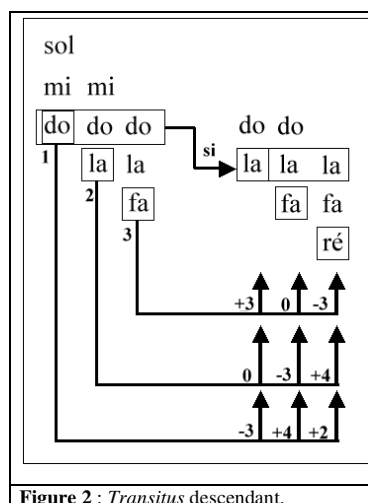 sol
mi mi
do do do do do
1 si
la la la la la
2
fa fa fa
3
ré
+3 0 -3
0 -3 +4
-3 +4 +2
Figure 2 : Transitus descendant.